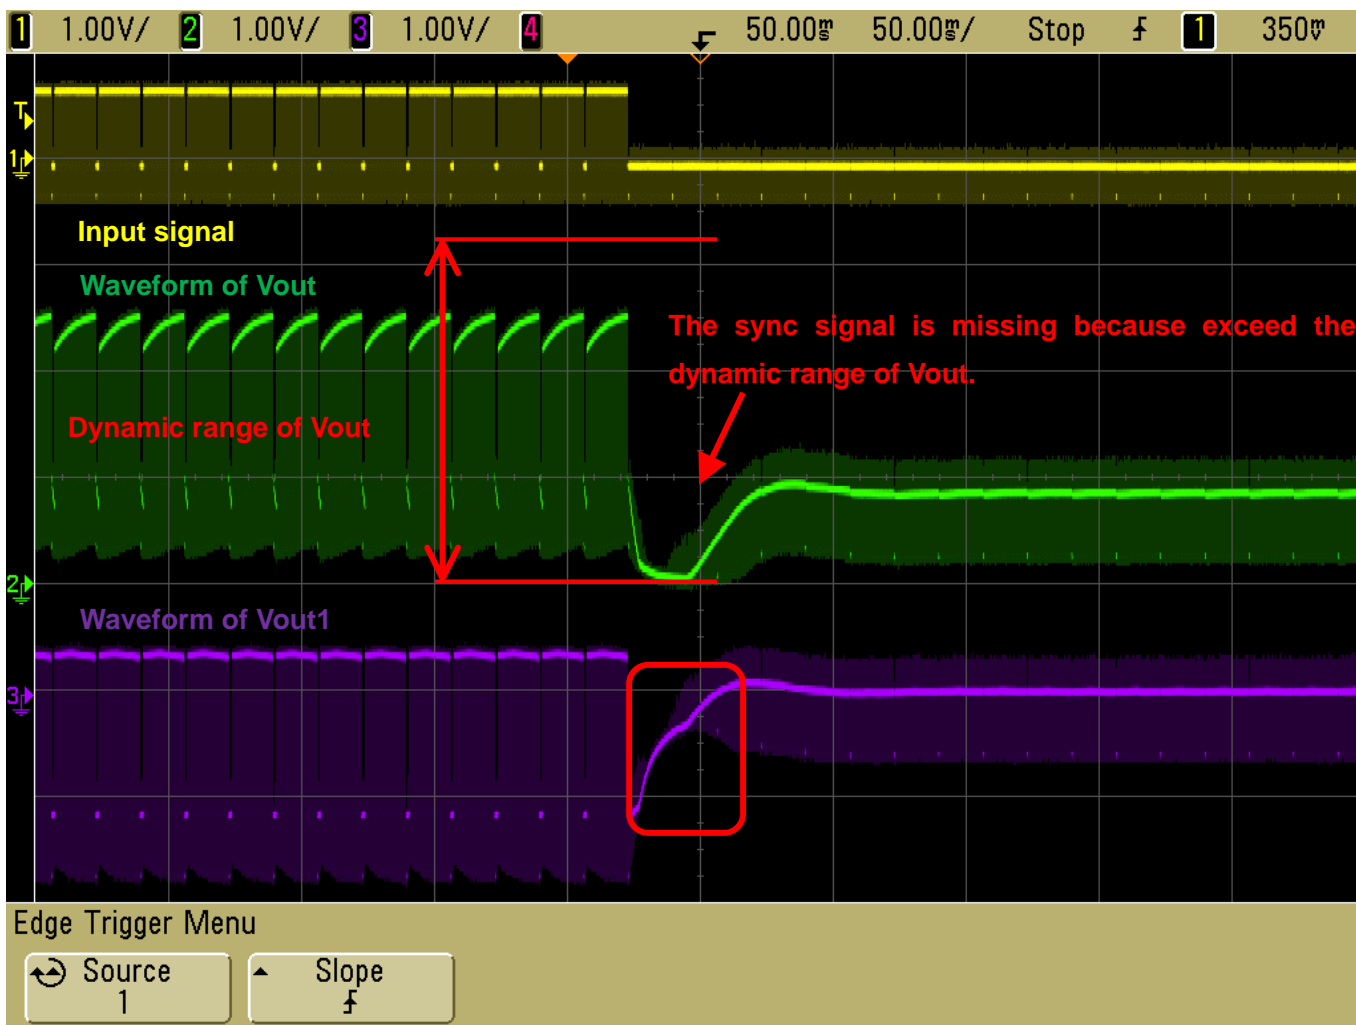 1 1.00V/ 2 1.00V/ 3 1.00V/ 4 50.00ms 50.00ms/ Stop 1 350mV
T
1
Input signal
Waveform of Vout
The sync signal is missing because exceed the
dynamic range of Vout.
Dynamic range of Vout
2
Waveform of Vout1
3
Edge Trigger Menu
Source
1
Slope